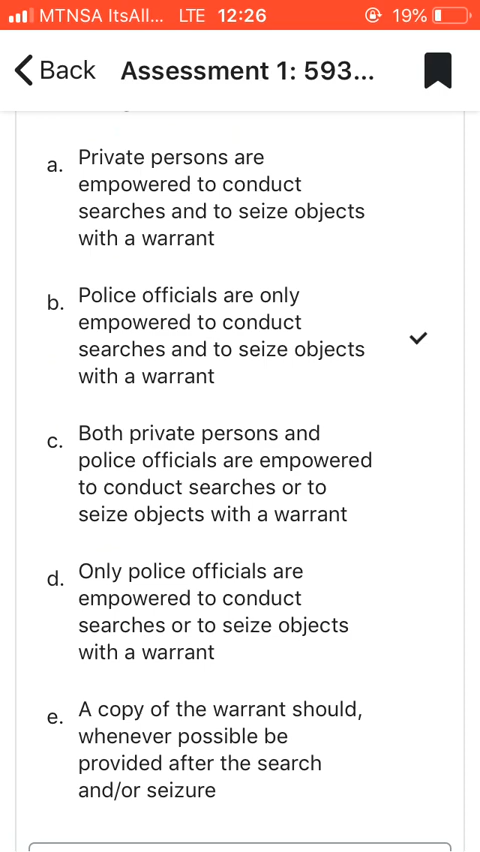 MTNSA ItsAll... LTE 12:26 19%
Back Assessment 1: 593...
a. Private persons are
empowered to conduct
searches and to seize objects
with a warrant
b. Police officials are only
empowered to conduct
searches and to seize objects
with a warrant
c. Both private persons and
police officials are empowered
to conduct searches or to
seize objects with a warrant
d. Only police officials are
empowered to conduct
searches or to seize objects
with a warrant
e. A copy of the warrant should,
whenever possible be
provided after the search
and/or seizure